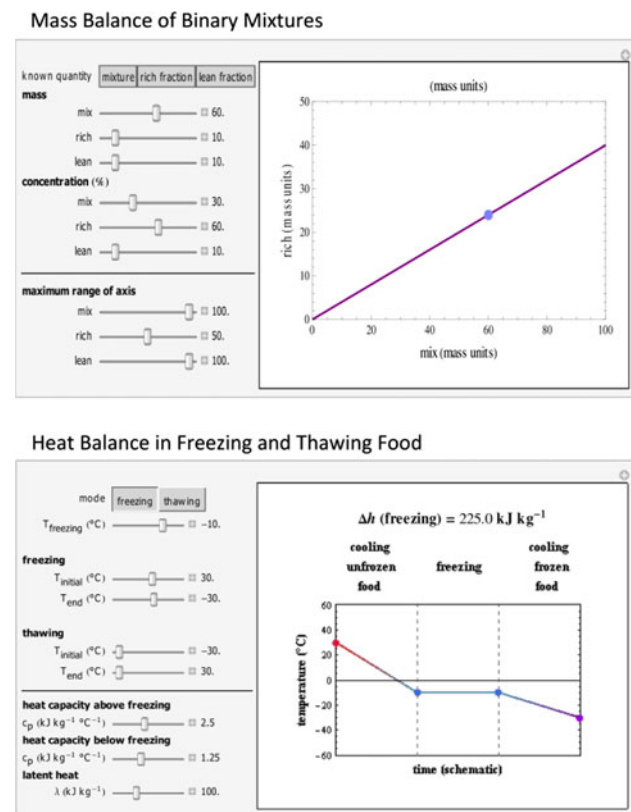 Mass Balance of Binary Mixtures
known quantity mixture rich fraction lean fraction
mass
mix 60.
rich 10.
lean 10.
concentration (%)
mix 30.
rich 60.
lean 10.
maximum range of axis
mix 100.
rich 50.
lean 100.
(mass units)
50
40
30
20
10
0
rich (mass units)
0 20 40 60 80 100
mix (mass units)
Heat Balance in Freezing and Thawing Food
mode freezing thawing
T freezing (°C) -10.
freezing
T initial (°C) 30.
T end (°C) -30.
thawing
T initial (°C) -30.
T end (°C) 30.
heat capacity above freezing
cp (kJ kg⁻¹ °C⁻¹) 2.5
heat capacity below freezing
cp (kJ kg⁻¹ °C⁻¹) 1.25
latent heat
λ (kJ kg⁻¹) 100.
Δh (freezing) = 225.0 kJ kg⁻¹
cooling unfrozen food
freezing
cooling frozen food
60
40
20
0
-20
-40
-60
temperature (°C)
time (schematic)